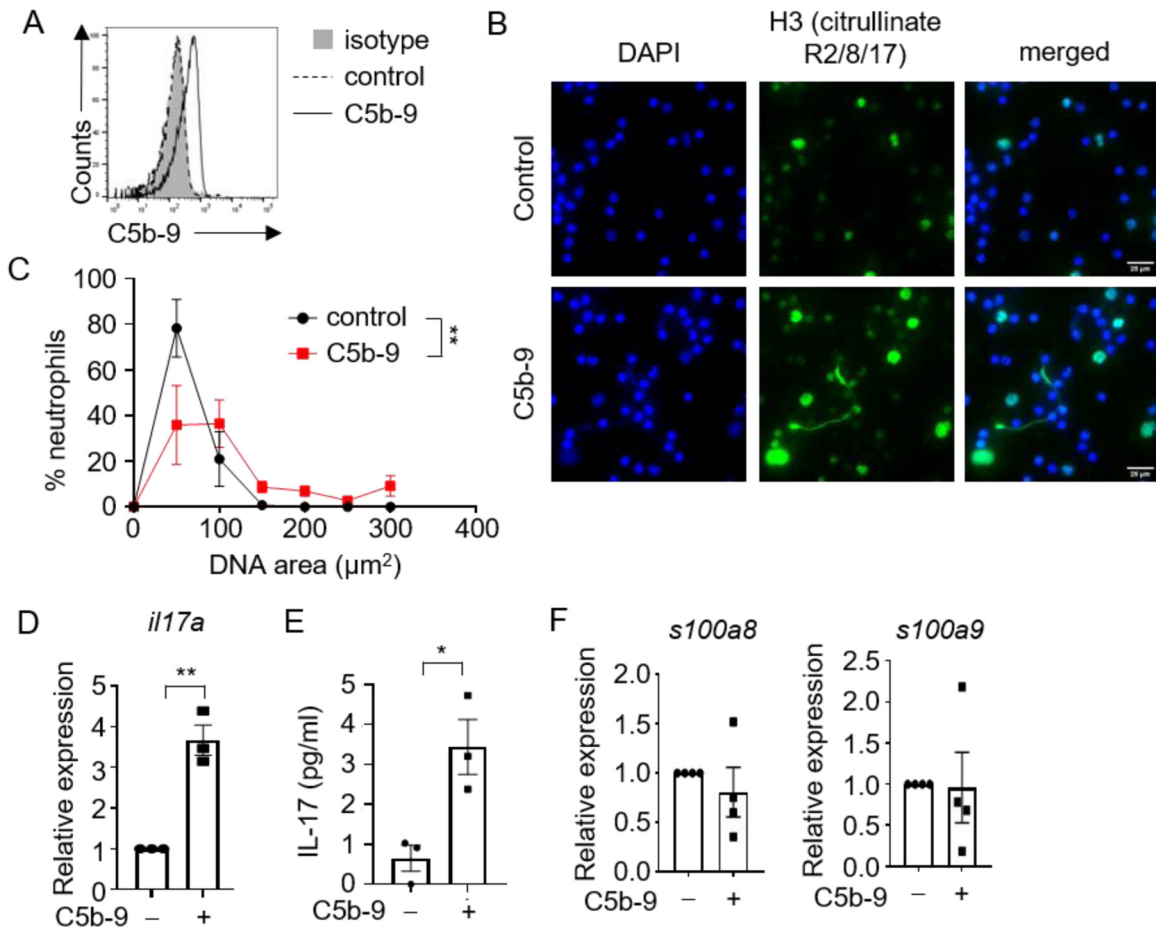 A
isotype
control
C5b-9
Counts
C5b-9
B
DAPI
H3 (citrullinate
R2/8/17)
merged
Control
25 µm
C5b-9
25 µm
C
100
80
60
40
20
0
% neutrophils
control
C5b-9
**
0 100 200 300 400
DNA area (µm²)
D
il17a
**
5
4
3
2
1
0
Relative expression
C5b-9 – +
E
*
5
4
3
2
1
0
IL-17 (pg/ml)
C5b-9 – +
F
s100a8
2.0
1.5
1.0
0.5
0.0
Relative expression
C5b-9 – +
s100a9
2.5
2.0
1.5
1.0
0.5
0.0
Relative expression
C5b-9 – +